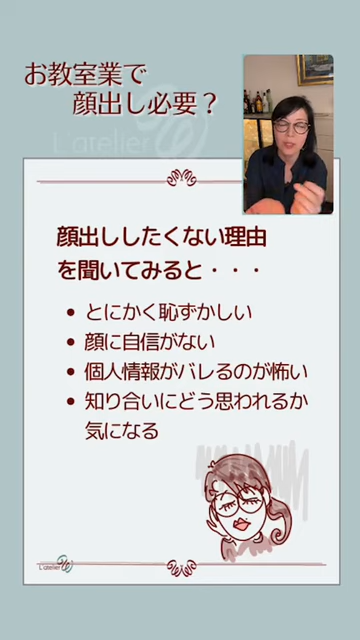 お教室業で
顔出し必要？
L'atelier
顔出ししたくない理由
を聞いてみると・・・
• とにかく恥ずかしい
• 顔に自信がない
• 個人情報がバレるのが怖い
• 知り合いにどう思われるか
気になる
L'atelier